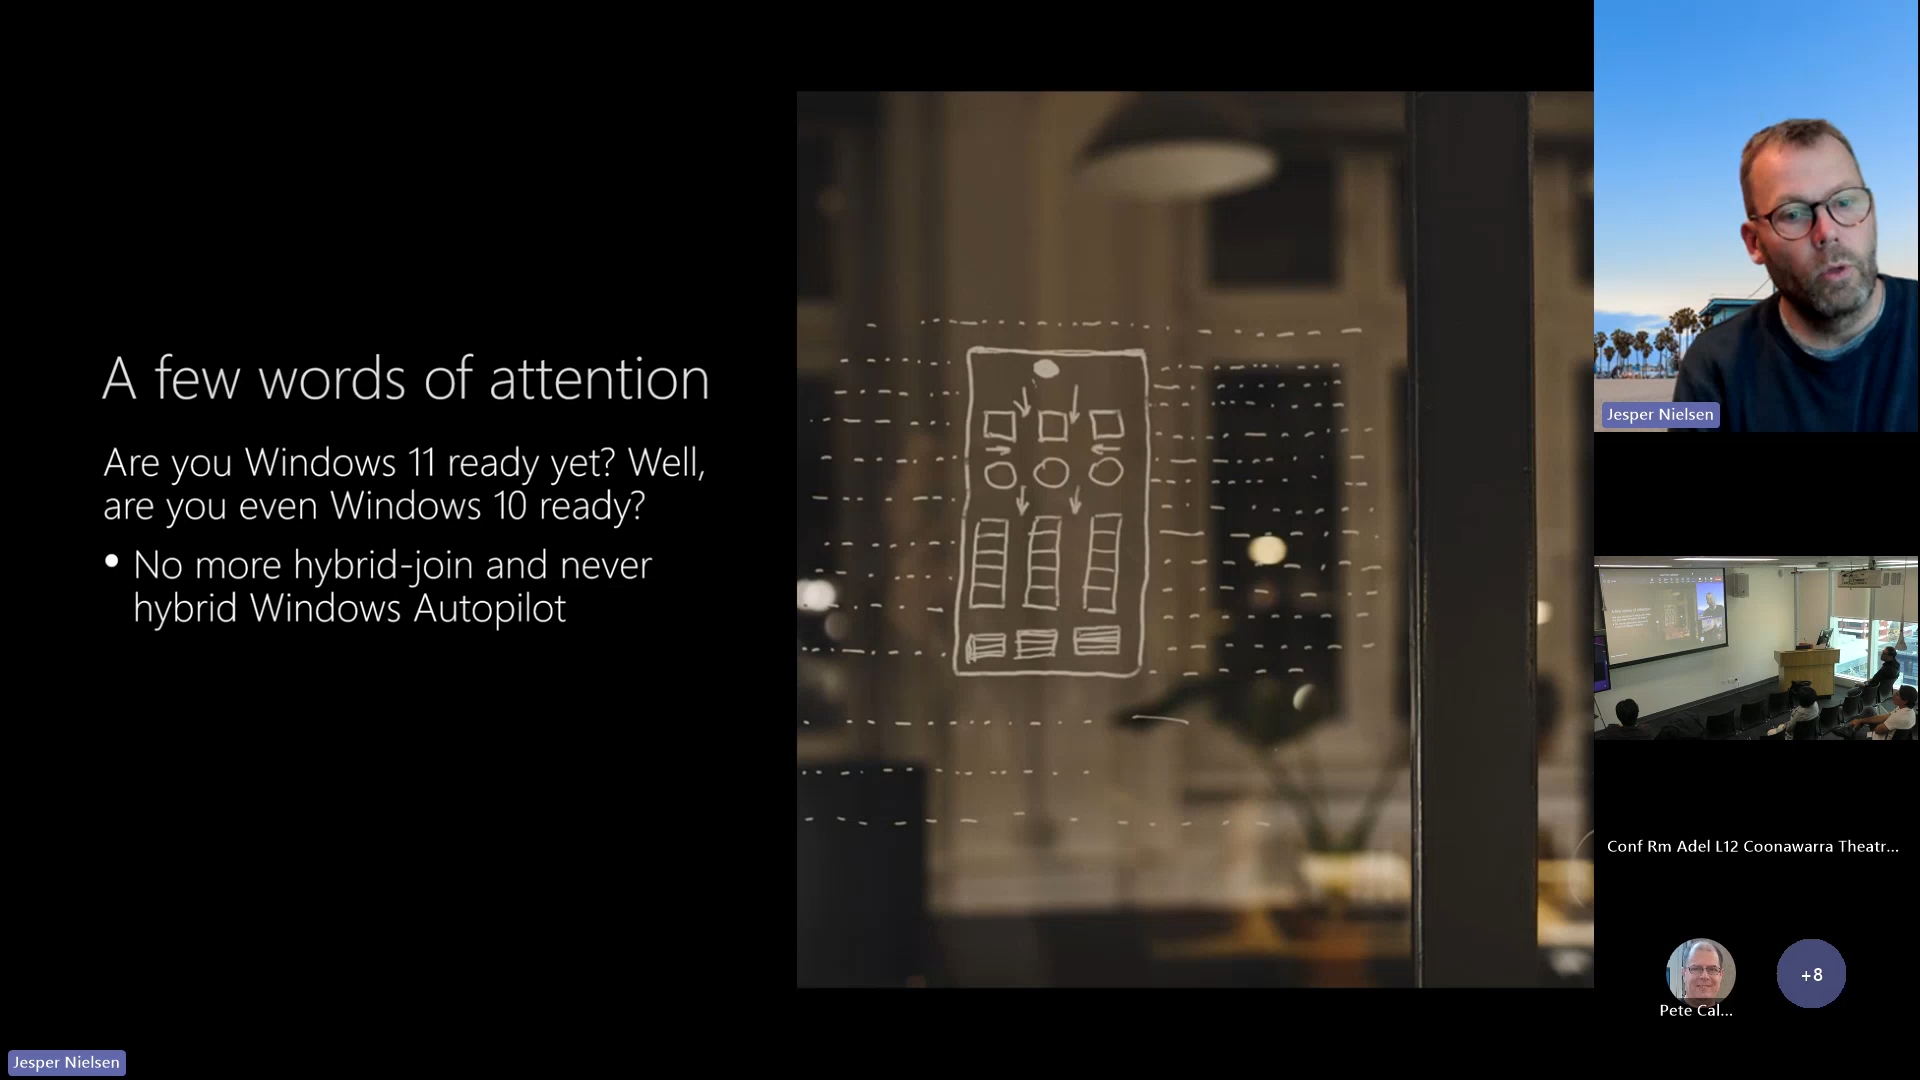 A few words of attention
Are you Windows 11 ready yet? Well,
are you even Windows 10 ready?
• No more hybrid-join and never
hybrid Windows Autopilot
Jesper Nielsen
Conf Rm Adel L12 Coonawarra Theatr...
+8
Pete Cal...
Jesper Nielsen